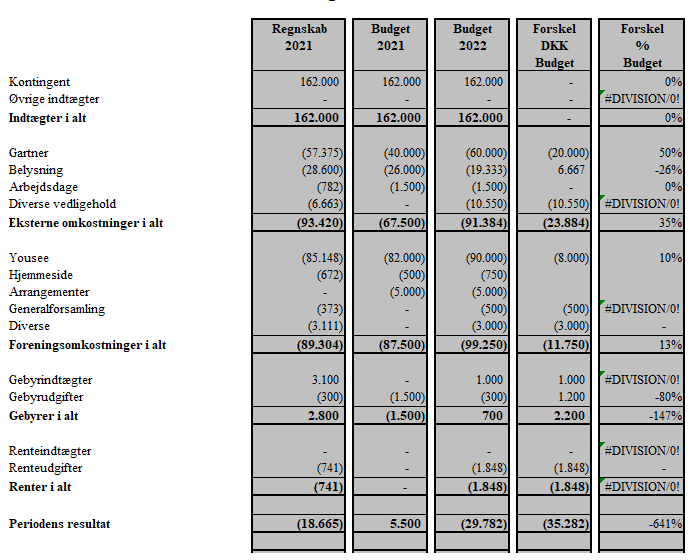 Regnskab Budget Budget Forskel Forskel
2021 2021 2022 DKK %
Budget Budget
Kontingent 162.000 162.000 162.000 - 0%
Øvrige indtægter - - - - #DIVISION/0!
Indtægter i alt 162.000 162.000 162.000 - 0%
Gartner (57.375) (40.000) (60.000) (20.000) 50%
Belysning (28.600) (26.000) (19.333) 6.667 -26%
Arbejdsdage (782) (1.500) (1.500) - 0%
Diverse vedligehold (6.663) - (10.550) (10.550) #DIVISION/0!
Eksterne omkostninger i alt (93.420) (67.500) (91.384) (23.884) 35%
Yousee (85.148) (82.000) (90.000) (8.000) 10%
Hjemmeside (672) (500) (750)
Arrangementer - (5.000) (5.000)
Generalforsamling (373) - (500) (500) #DIVISION/0!
Diverse (3.111) - (3.000) (3.000) -
Foreningsomkostninger i alt (89.304) (87.500) (99.250) (11.750) 13%
Gebyrindtægter 3.100 - 1.000 1.000 #DIVISION/0!
Gebyrudgifter (300) (1.500) (300) 1.200 -80%
Gebyrer i alt 2.800 (1.500) 700 2.200 -147%
Renteindtægter - - - - #DIVISION/0!
Renteudgifter (741) - (1.848) (1.848) -
Renter i alt (741) - (1.848) (1.848) #DIVISION/0!
Periodens resultat (18.665) 5.500 (29.782) (35.282) -641%